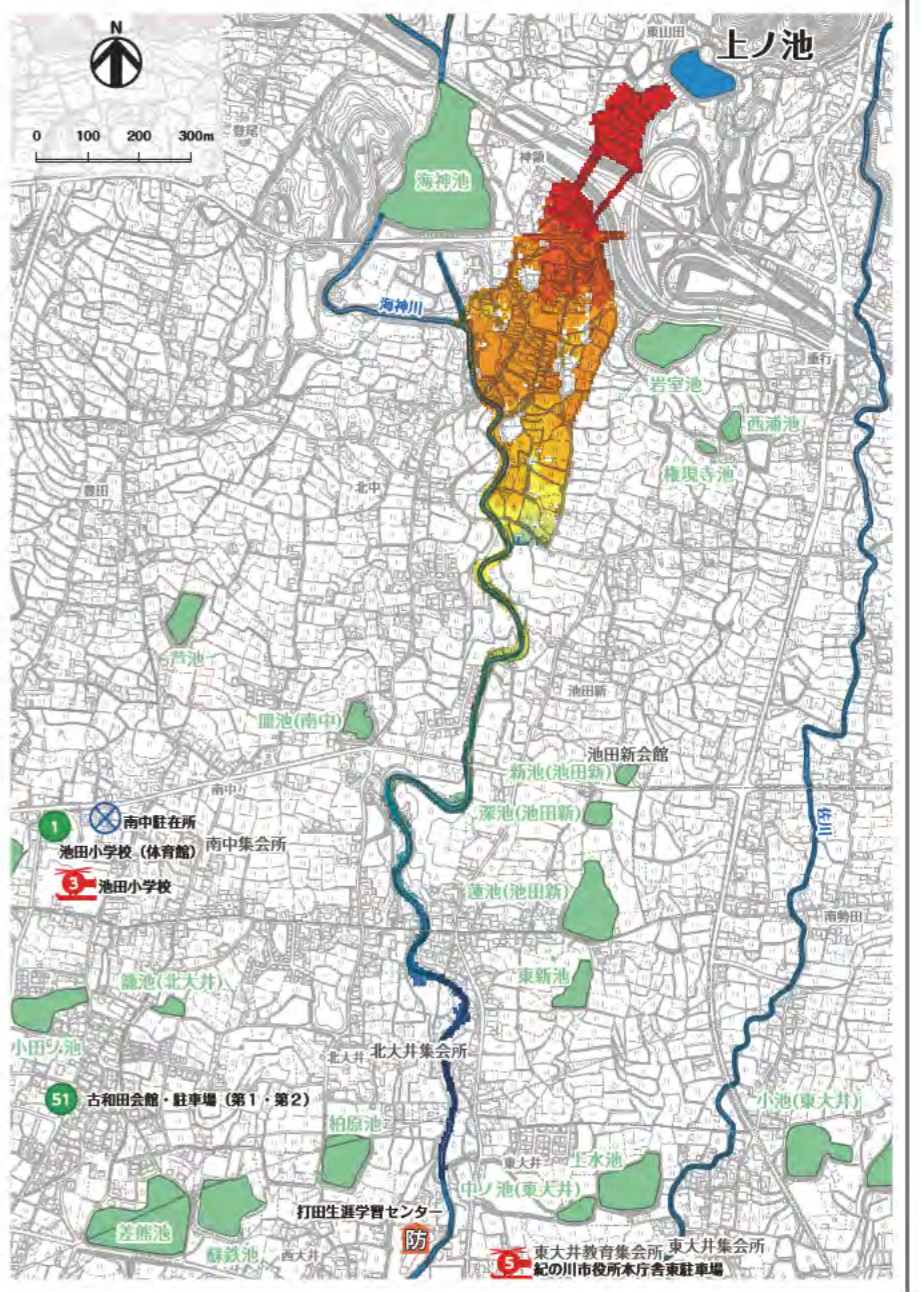 N
東山田
上ノ池
0 100 200 300m
登尾
海神池
神領
海神川
重行
岩室池
西浦池
権現寺池
北中
豊田
芦池
池田新
皿池(南中)
池田新会館
新池(池田新)
南中
深池(池田新)
佐川
1
南中駐在所
池田小学校（体育館）
南中集会所
3
池田小学校
蓮池(池田新)
南勢田
籠池(北大井)
東新池
小田ン池
北大井
北大井集会所
51
古和田会館・駐車場（第1・第2）
小池(東大井)
柏原池
東大井
上水池
中ノ池(東大井)
打田生涯学習センター
差熊池
蘇鉄池
西大井
防
東大井教育集会所
東大井集会所
5
紀の川市役所本庁舎東駐車場